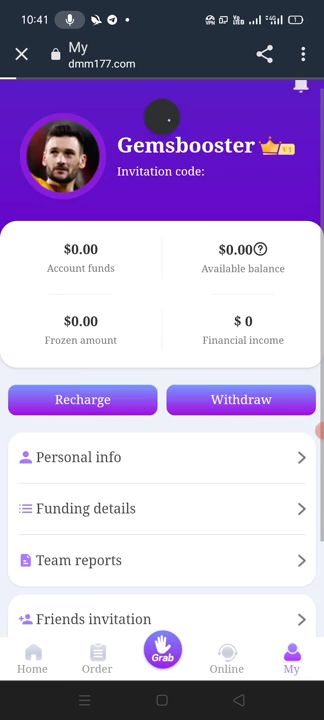 10:41
My
dmm177.com
Gemsbooster V1
Invitation code:
$0.00 $0.00
Account funds Available balance
$0.00 $ 0
Frozen amount Financial income
Recharge Withdraw
Personal info
Funding details
Team reports
Friends invitation
Home Order Grab Online My